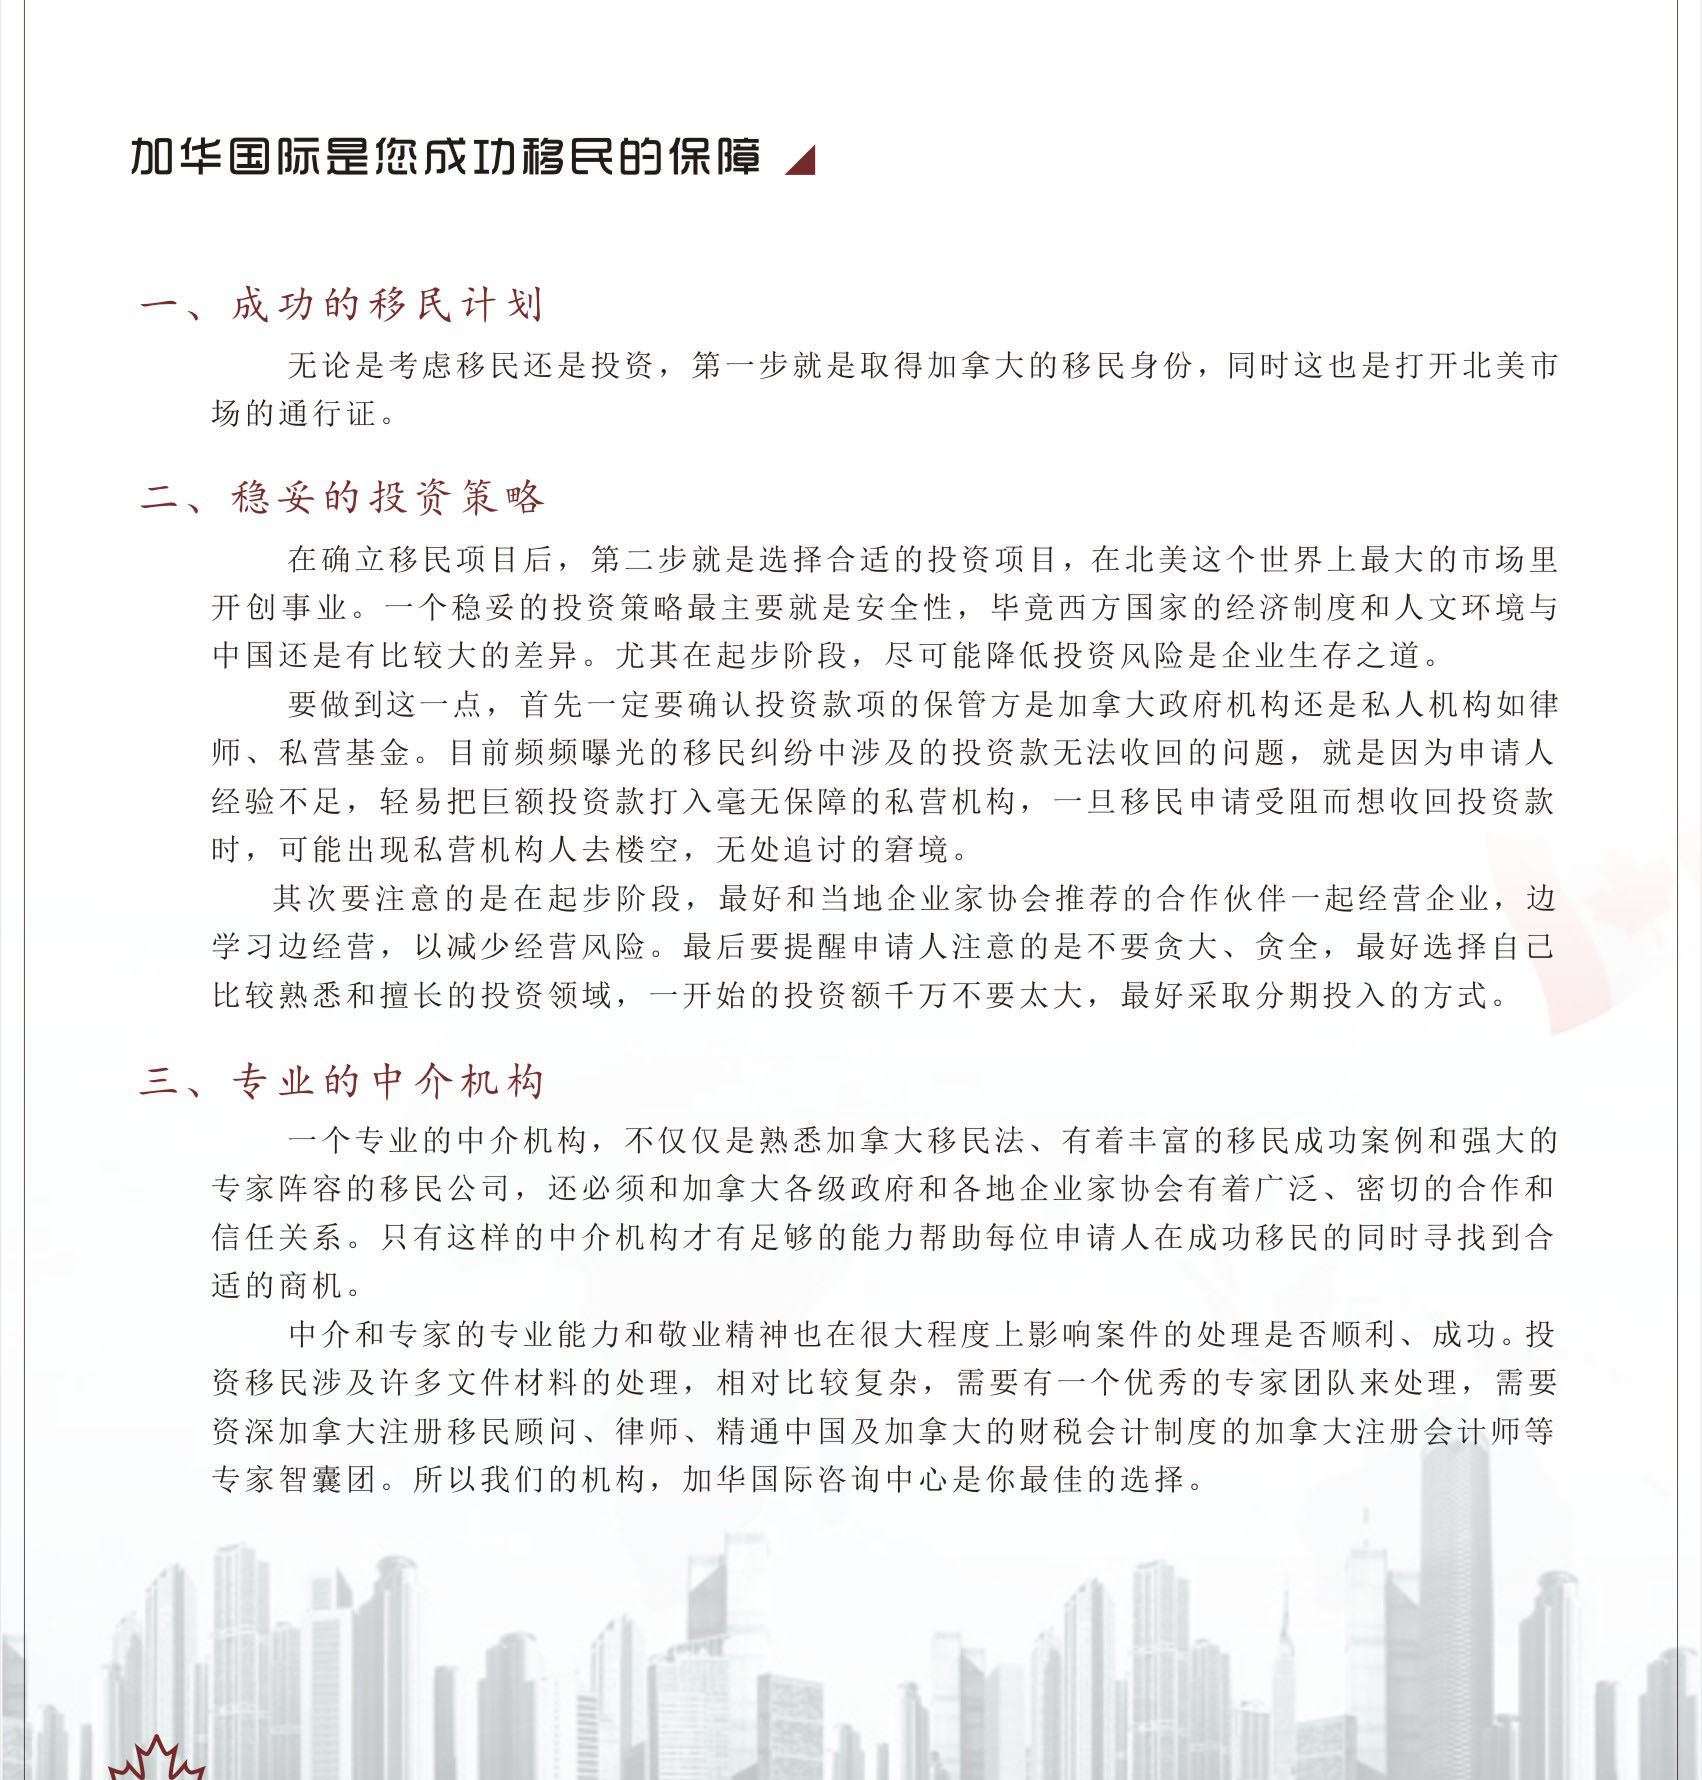 加华国际是您成功移民的保障
一、成功的移民计划
无论是考虑移民还是投资，第一步就是取得加拿大的移民身份，同时这也是打开北美市
场的通行证。
二、稳妥的投资策略
在确立移民项目后，第二步就是选择合适的投资项目，在北美这个世界上最大的市场里
开创事业。一个稳妥的投资策略最主要就是安全性，毕竟西方国家的经济制度和人文环境与
中国还是有比较大的差异。尤其在起步阶段，尽可能降低投资风险是企业生存之道。
要做到这一点，首先一定要确认投资款项的保管方是加拿大政府机构还是私人机构如律
师、私营基金。目前频频曝光的移民纠纷中涉及的投资款无法收回的问题，就是因为申请人
经验不足，轻易把巨额投资款打入毫无保障的私营机构，一旦移民申请受阻而想收回投资款
时，可能出现私营机构人去楼空，无处追讨的窘境。
其次要注意的是在起步阶段，最好和当地企业家协会推荐的合作伙伴一起经营企业，边
学习边经营，以减少经营风险。最后要提醒申请人注意的是不要贪大、贪全，最好选择自己
比较熟悉和擅长的投资领域，一开始的投资额千万不要太大，最好采取分期投入的方式。
三、专业的中介机构
一个专业的中介机构，不仅仅是熟悉加拿大移民法、有着丰富的移民成功案例和强大的
专家阵容的移民公司，还必须和加拿大各级政府和各地企业家协会有着广泛、密切的合作和
信任关系。只有这样的中介机构才有足够的能力帮助每位申请人在成功移民的同时寻找到合
适的商机。
中介和专家的专业能力和敬业精神也在很大程度上影响案件的处理是否顺利、成功。投
资移民涉及许多文件材料的处理，相对比较复杂，需要有一个优秀的专家团队来处理，需要
资深加拿大注册移民顾问、律师、精通中国及加拿大的财税会计制度的加拿大注册会计师等
专家智囊团。所以我们的机构，加华国际咨询中心是你最佳的选择。